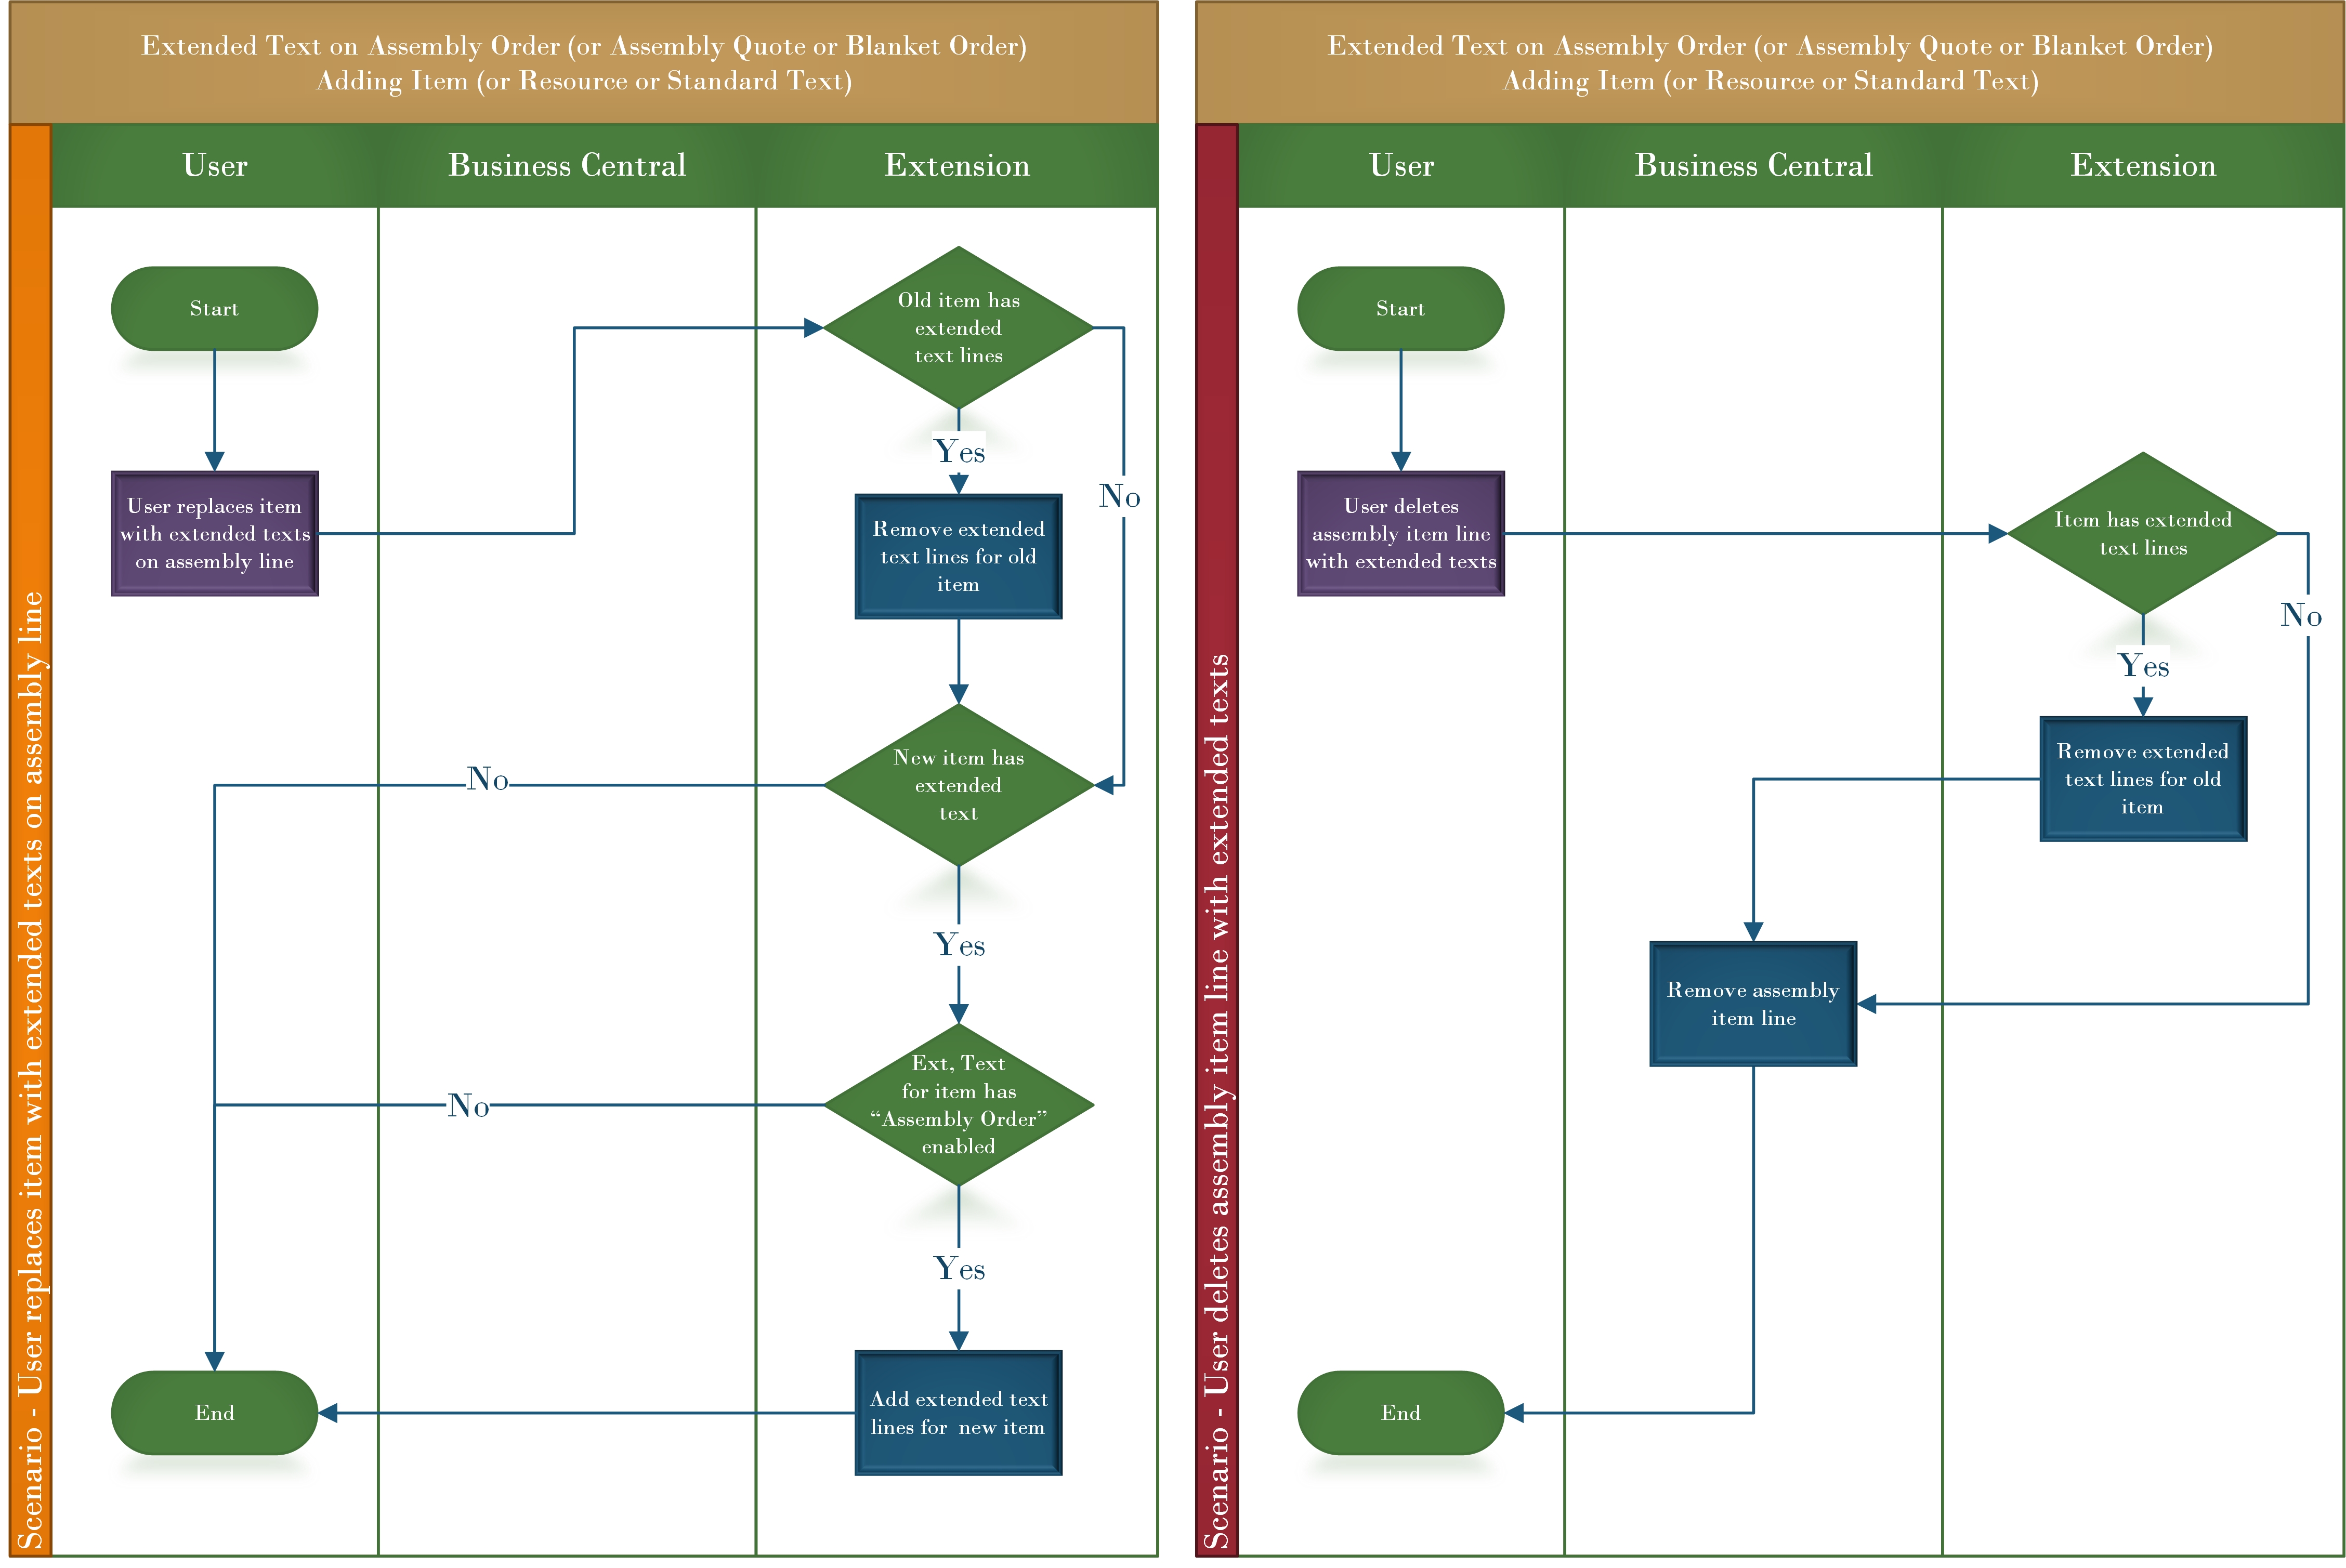 Extended Text on Assembly Order (or Assembly Quote or Blanket Order)
Adding Item (or Resource or Standard Text)
Scenario - User replaces item with extended texts on assembly line
User
Business Central
Extension
Start
Old item has
extended
text lines
Yes
No
User replaces item
with extended texts
on assembly line
Remove extended
text lines for old
item
New item has
extended
text
No
Yes
Ext, Text
for item has
“Assembly Order”
enabled
No
Yes
Add extended text
lines for  new item
End
Extended Text on Assembly Order (or Assembly Quote or Blanket Order)
Adding Item (or Resource or Standard Text)
Scenario - User deletes assembly item line with extended texts
User
Business Central
Extension
Start
User deletes
assembly item line
with extended texts
Item has extended
text lines
No
Yes
Remove extended
text lines for old
item
Remove assembly
item line
End